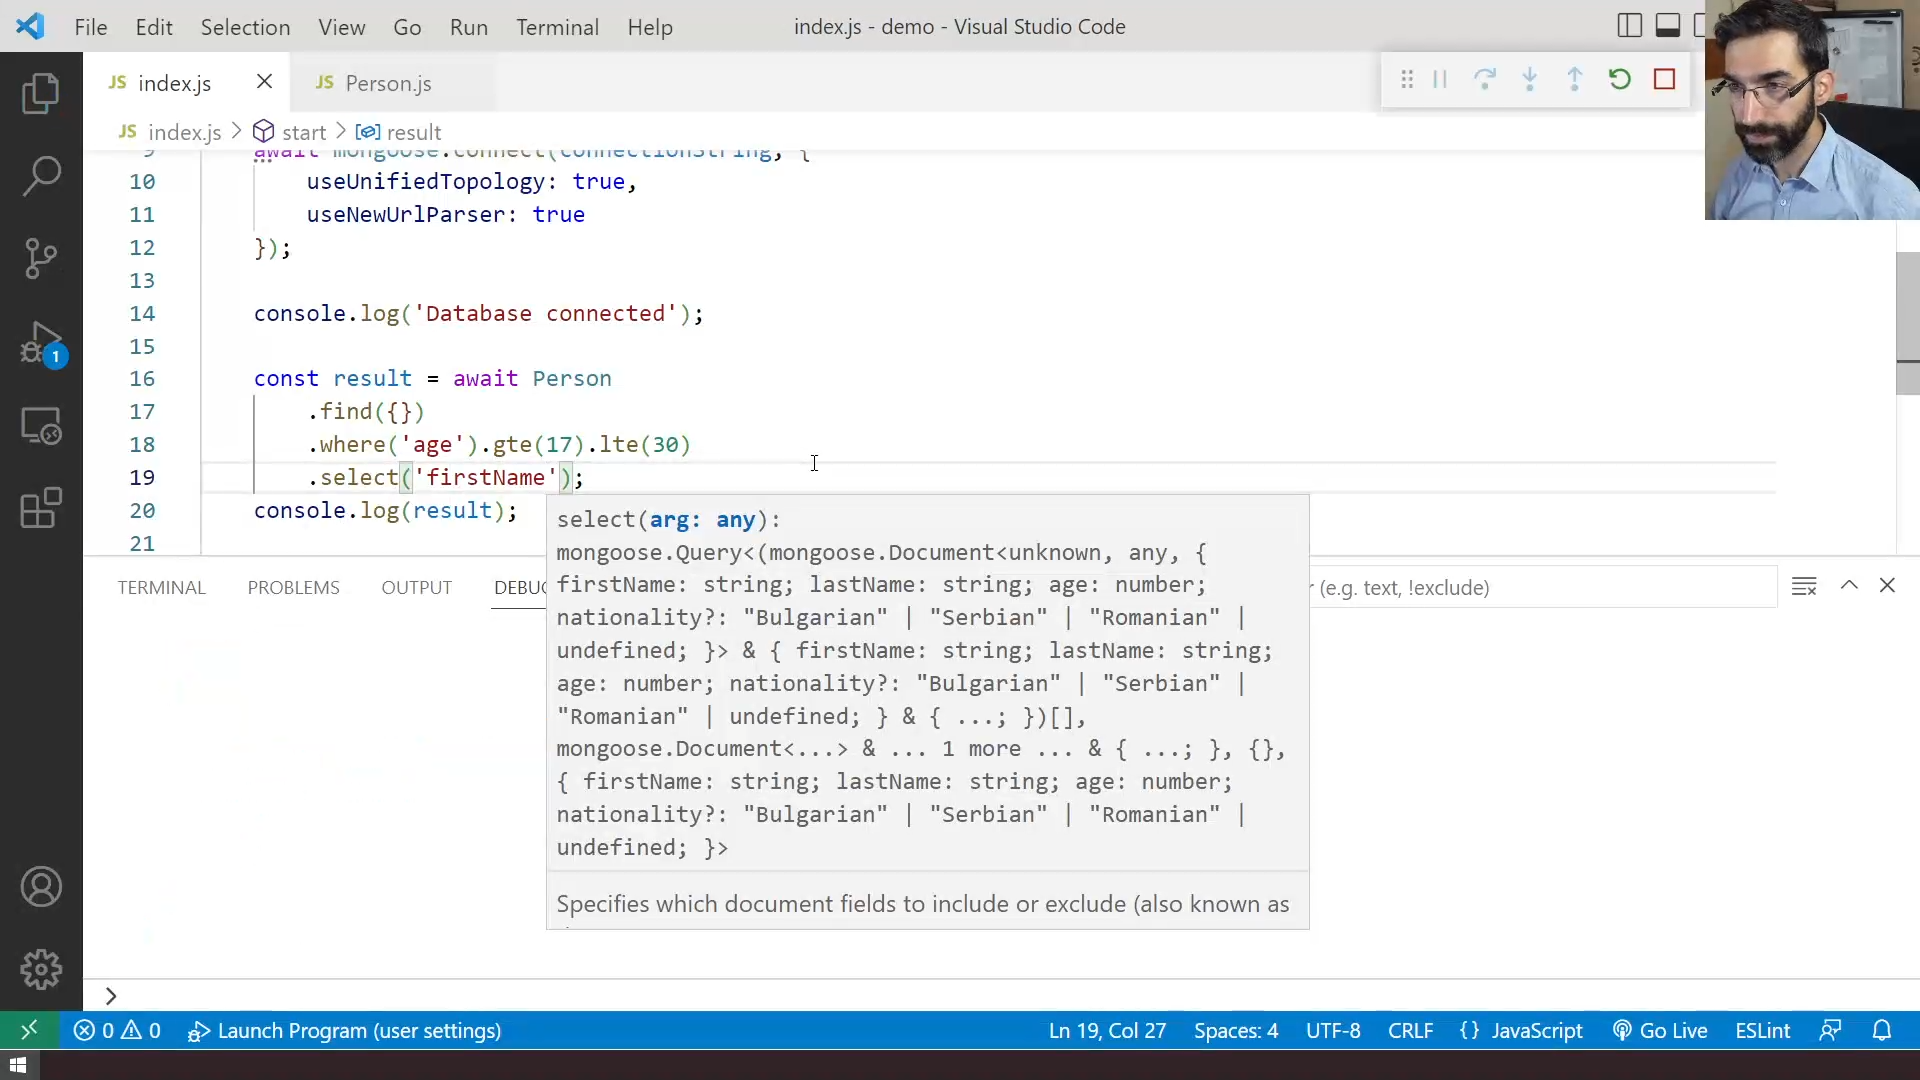 File Edit Selection View Go Run Terminal Help
index.js - demo - Visual Studio Code
JS index.js
JS Person.js
JS index.js > start > result
9 await mongoose.connect(connectionString, {
10 useUnifiedTopology: true,
11 useNewUrlParser: true
12 });
13
14 console.log('Database connected');
15
16 const result = await Person
17 .find({})
18 .where('age').gte(17).lte(30)
19 .select('firstName');
20 console.log(result);
21
select(arg: any):
mongoose.Query<(mongoose.Document<unknown, any, {
firstName: string; lastName: string; age: number;
nationality?: "Bulgarian" | "Serbian" | "Romanian" |
undefined; }> & { firstName: string; lastName: string;
age: number; nationality?: "Bulgarian" | "Serbian" |
"Romanian" | undefined; } & { ...; })[],
mongoose.Document<...> & ... 1 more ... & { ...; }, {},
{ firstName: string; lastName: string; age: number;
nationality?: "Bulgarian" | "Serbian" | "Romanian" |
undefined; }>
Specifies which document fields to include or exclude (also known as
TERMINAL PROBLEMS OUTPUT DEBU
(e.g. text, !exclude)
1
>
0 0 Launch Program (user settings)
Ln 19, Col 27 Spaces: 4 UTF-8 CRLF {} JavaScript Go Live ESLint